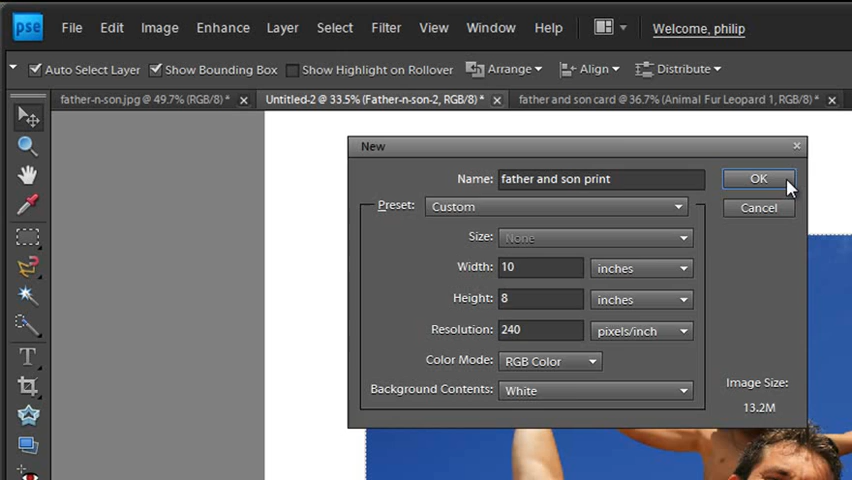 pse File Edit Image Enhance Layer Select Filter View Window Help Welcome, philip
Auto Select Layer Show Bounding Box Show Highlight on Rollover Arrange Align Distribute
father-n-son.jpg @ 49.7% (RGB/8) * Untitled-2 @ 33.5% (Father-n-son-2, RGB/8) * father and son card @ 36.7% (Animal Fur Leopard 1, RGB/8) *
New
Name: father and son print OK
Preset: Custom Cancel
Size: None
Width: 10 inches
Height: 8 inches
Resolution: 240 pixels/inch
Color Mode: RGB Color
Background Contents: White
Image Size:
13.2M
T